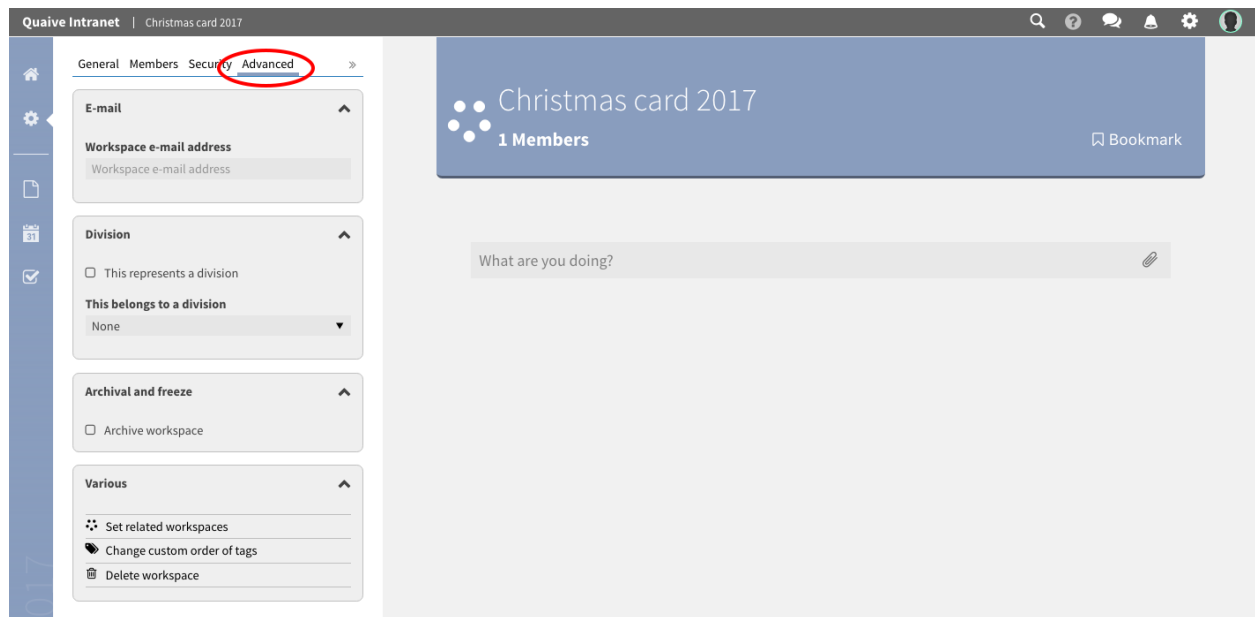 Quaive Intranet | Christmas card 2017
General Members Security Advanced »
E-mail
Workspace e-mail address
Workspace e-mail address
Division
This represents a division
This belongs to a division
None
Archival and freeze
Archive workspace
Various
Set related workspaces
Change custom order of tags
Delete workspace
31
017
Christmas card 2017
1 Members
Bookmark
What are you doing?